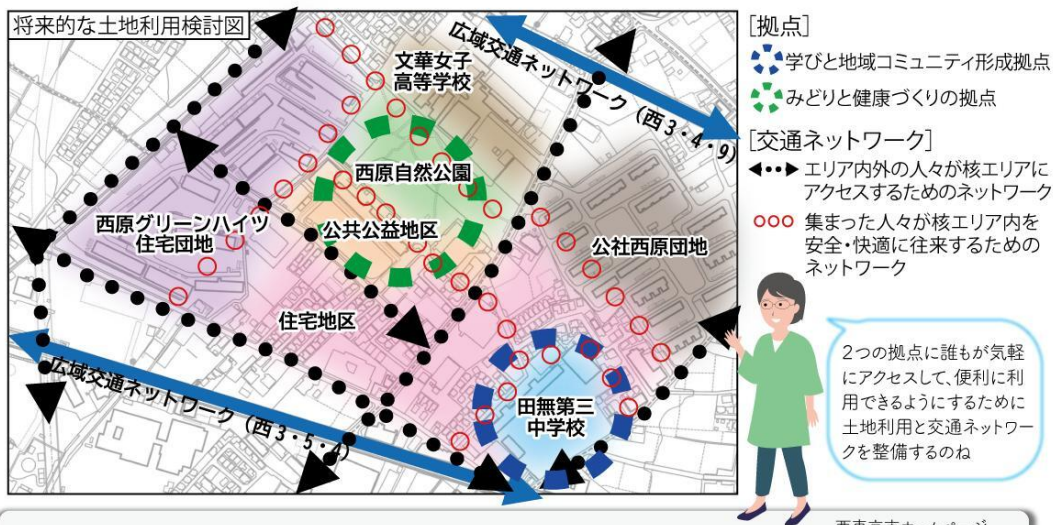 将来的な土地利用検討図
広域交通ネットワーク（西3・4・9）
文華女子
高等学校
西原自然公園
西原グリーンハイツ
住宅団地
公共公益地区
公社西原団地
住宅地区
広域交通ネットワーク（西3・5・
田無第三
中学校
[拠点]
学びと地域コミュニティ形成拠点
みどりと健康づくりの拠点
[交通ネットワーク]
エリア内外の人々が核エリアに
アクセスするためのネットワーク
集まった人々が核エリア内を
安全・快適に往来するための
ネットワーク
2つの拠点に誰もが気軽
にアクセスして、便利に利
用できるようにするために
土地利用と交通ネットワー
クを整備するのね